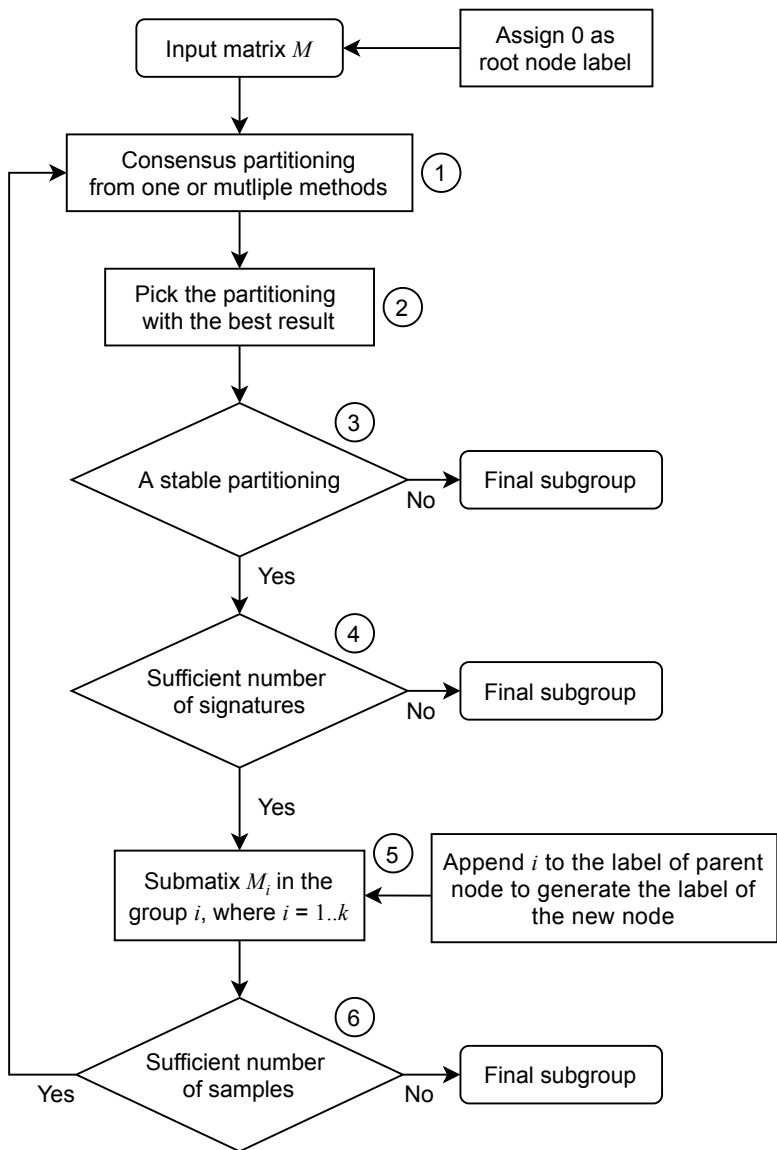 Input matrix M
Assign 0 as
root node label
Consensus partitioning
from one or mutliple methods
1
Pick the partitioning
with the best result
2
3
A stable partitioning
No
Final subgroup
Yes
4
Sufficient number
of signatures
No
Final subgroup
Yes
5
Submatix Mᵢ in the
group i, where i = 1..k
Append i to the label of parent
node to generate the label of
the new node
6
Sufficient number
of samples
Yes
No
Final subgroup